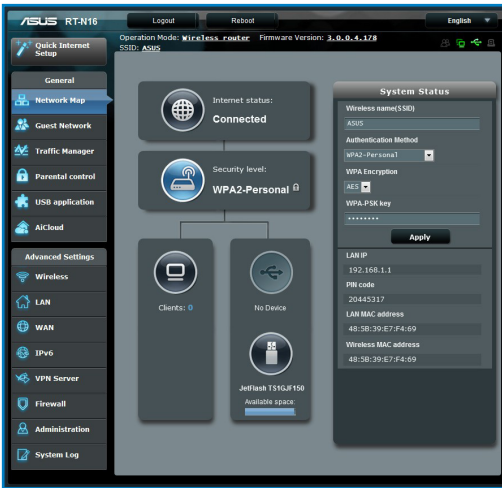 ASUS RT-N16
Logout
Reboot
English
Operation Mode: Wireless router Firmware Version: 3.0.0.4.178
SSID: ASUS
Quick Internet
Setup
General
Network Map
Guest Network
Traffic Manager
Parental control
USB application
AiCloud
Advanced Settings
Wireless
LAN
WAN
IPv6
VPN Server
Firewall
Administration
System Log
Internet status:
Connected
Security level:
WPA2-Personal
Clients: 0
No Device
JetFlash TS1GJF150
Available space:
System Status
Wireless name(SSID)
ASUS
Authentication Method
WPA2-Personal
WPA Encryption
AES
WPA-PSK key
••••••••
Apply
LAN IP
192.168.1.1
PIN code
20445317
LAN MAC address
48:5B:39:E7:F4:69
Wireless MAC address
48:5B:39:E7:F4:69